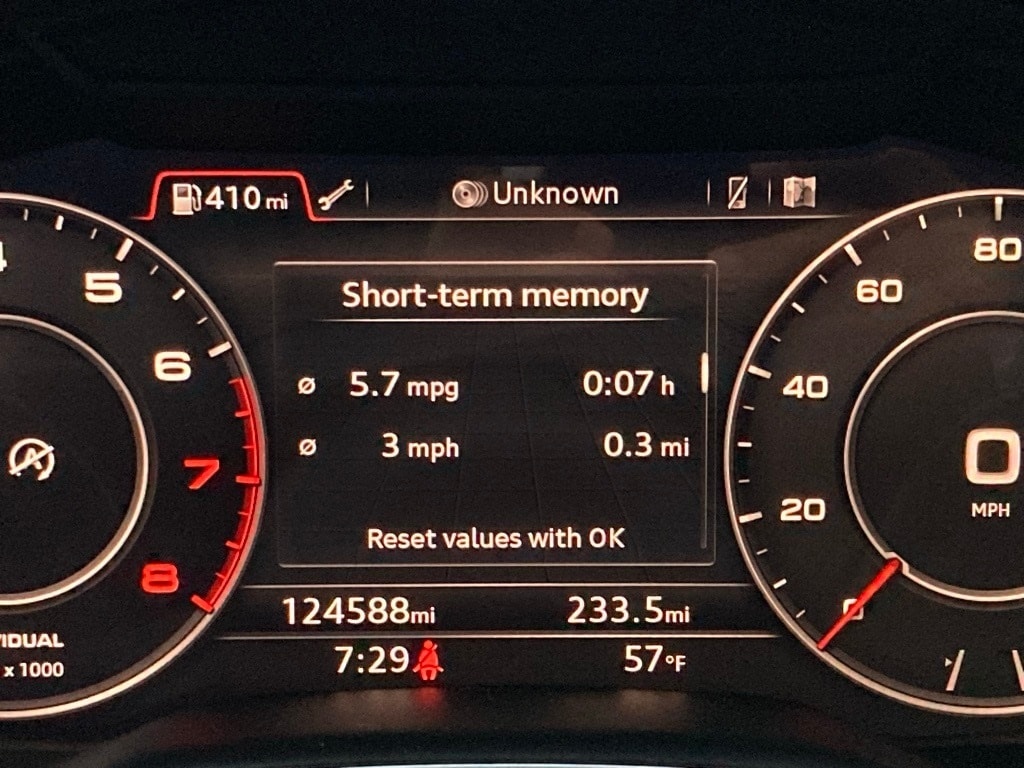 410 mi
Unknown
Short-term memory
ø 5.7 mpg 0:07 h
ø 3 mph 0.3 mi
Reset values with OK
124588mi 233.5mi
7:29 57°F
5
6
7
8
x 1000
0
20
40
60
80
0
MPH